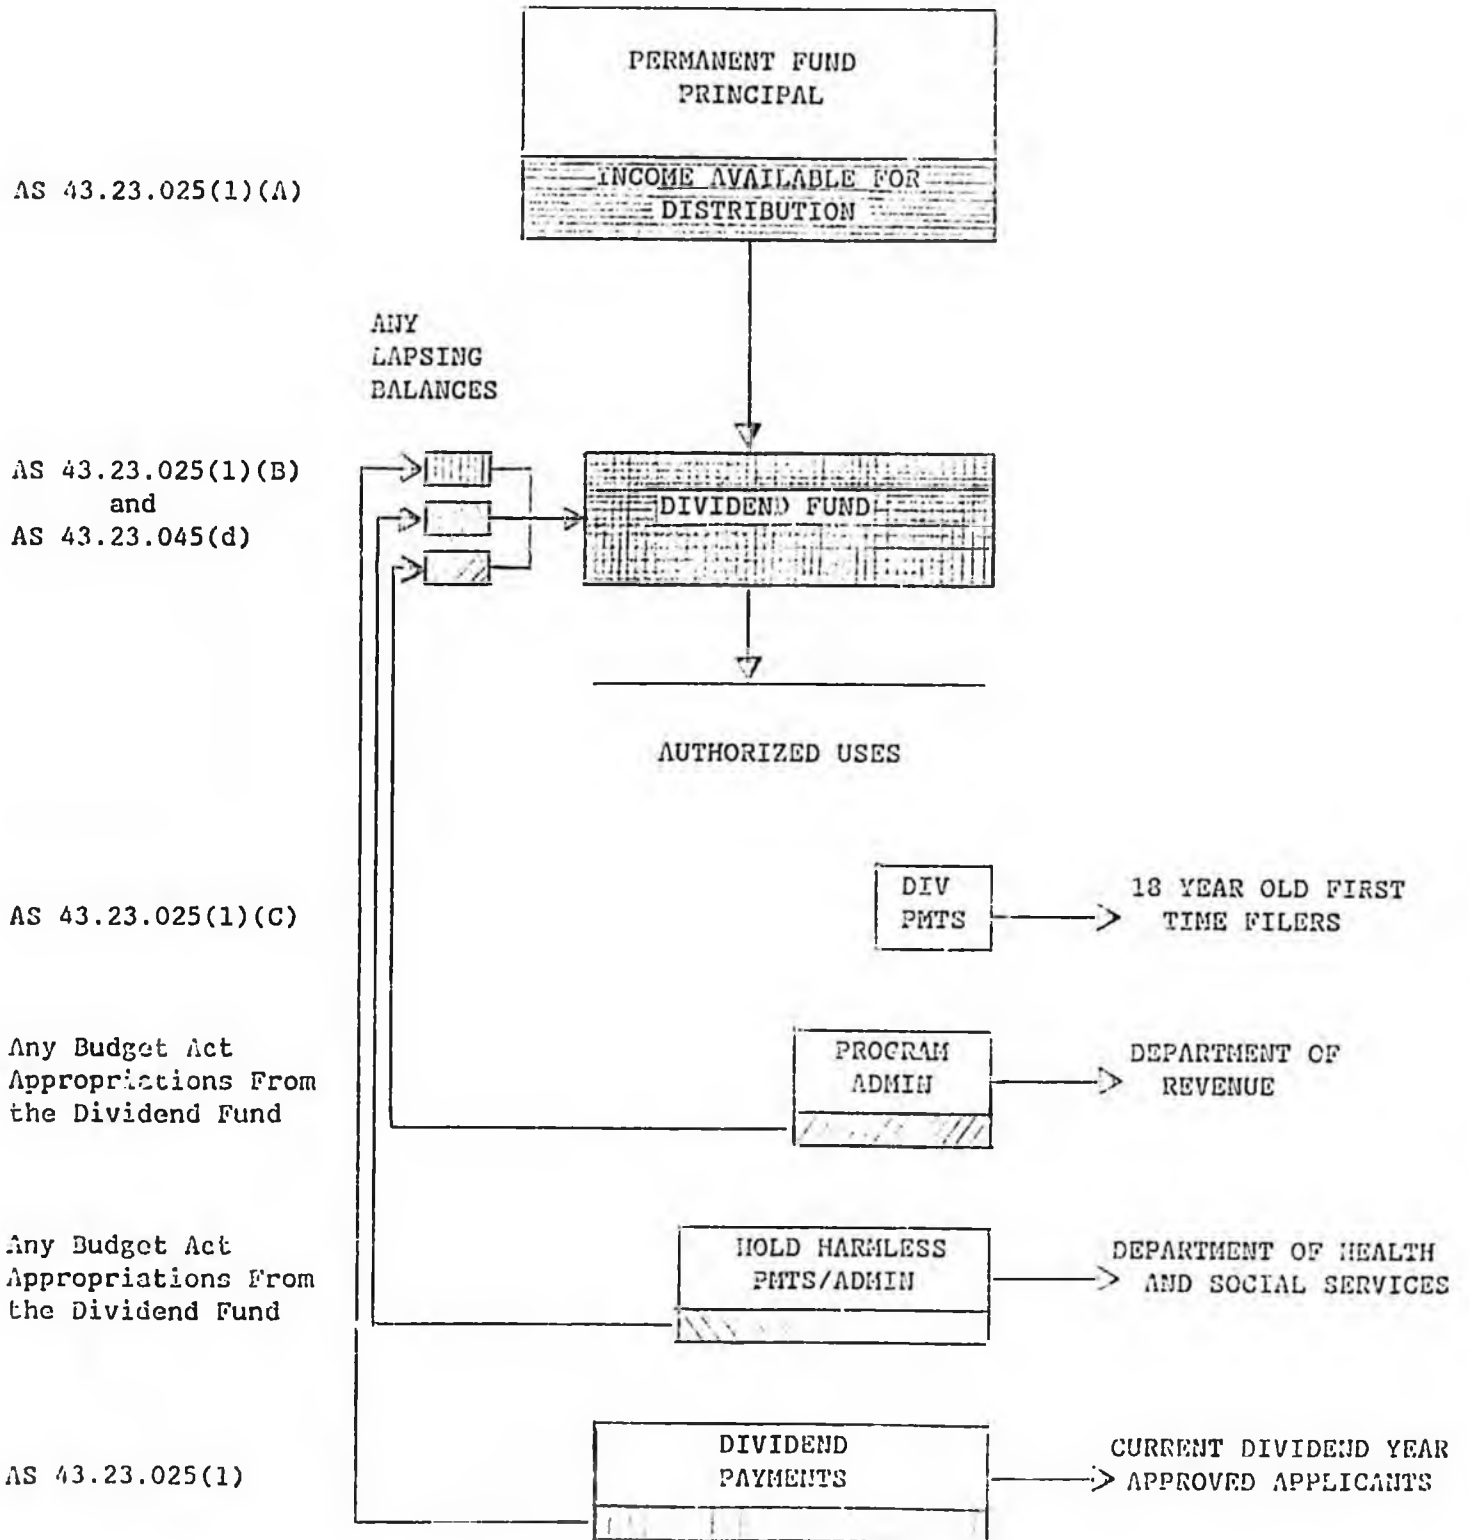 PERMANENT FUND
PRINCIPAL
AS 43.23.025(1)(A)
INCOME AVAILABLE FOR
DISTRIBUTION
ANY
LAPSING
BALANCES
AS 43.23.025(1)(B)
and
AS 43.23.045(d)
DIVIDEND FUND
AUTHORIZED USES
AS 43.23.025(1)(C)
DIV
PMTS
18 YEAR OLD FIRST
TIME FILERS
Any Budget Act
Appropriations From
the Dividend Fund
PROGRAM
ADMIN
DEPARTMENT OF
REVENUE
Any Budget Act
Appropriations From
the Dividend Fund
HOLD HARMLESS
PMTS/ADMIN
DEPARTMENT OF HEALTH
AND SOCIAL SERVICES
AS 43.23.025(1)
DIVIDEND
PAYMENTS
CURRENT DIVIDEND YEAR
APPROVED APPLICANTS